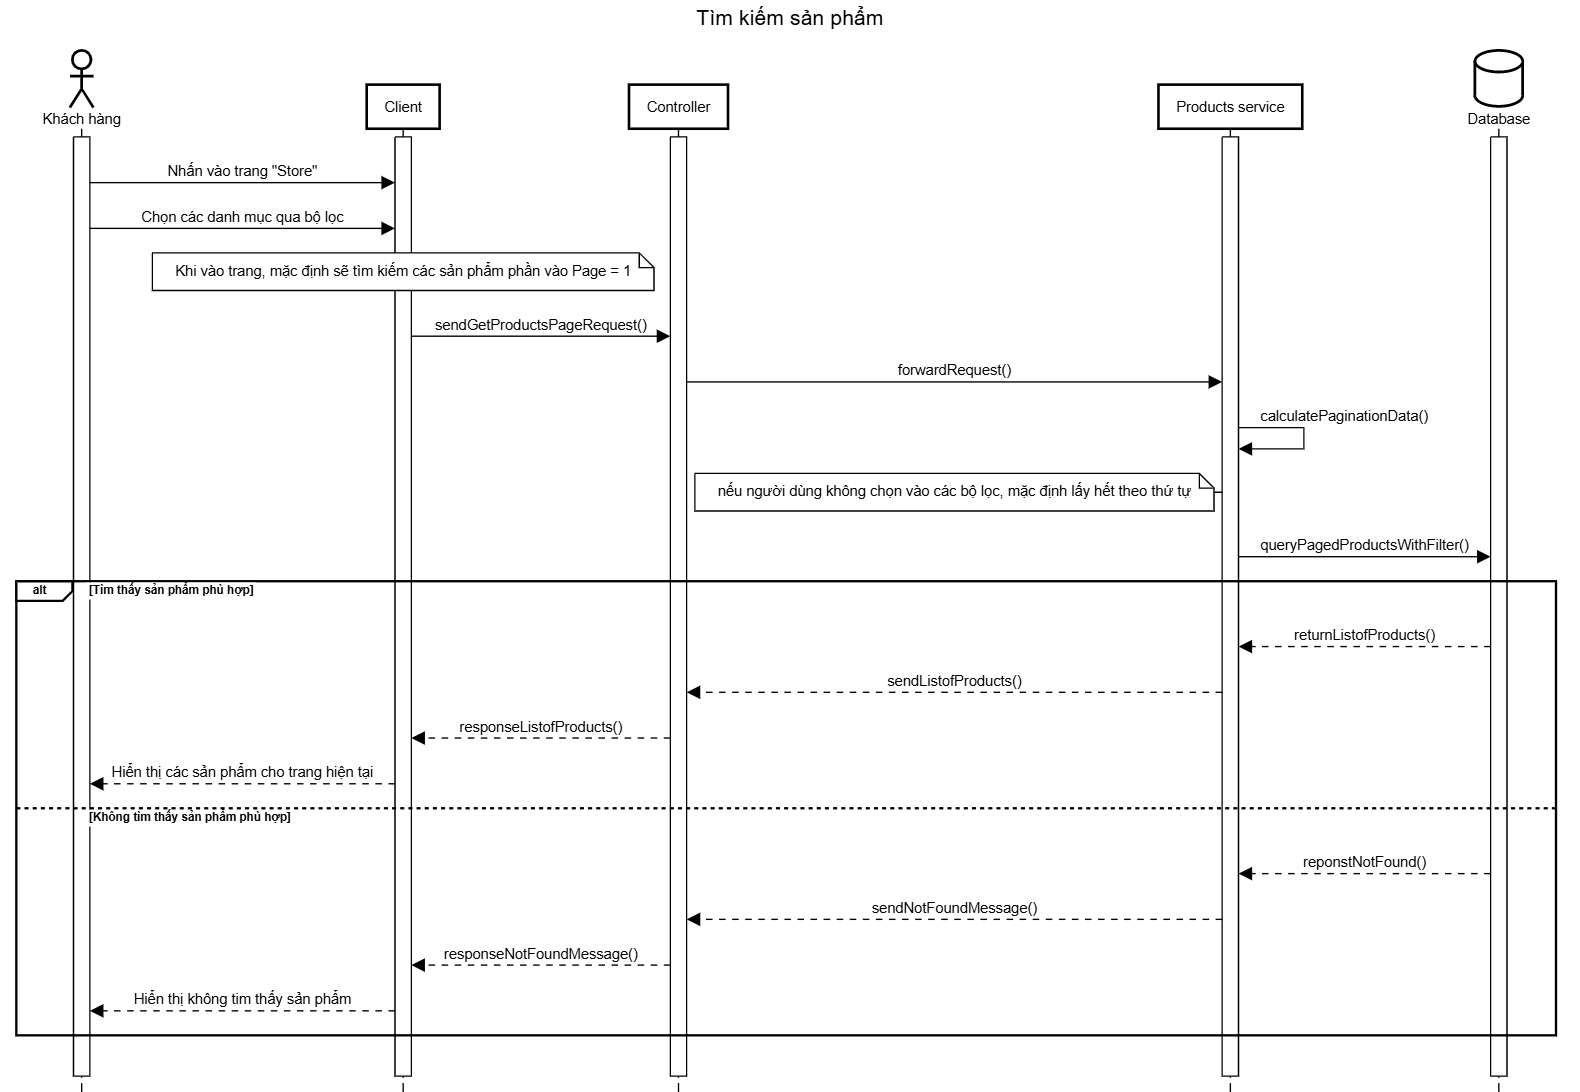 Tìm kiếm sản phẩm
Khách hàng
Client
Controller
Products service
Database
Nhấn vào trang "Store"
Chọn các danh mục qua bộ lọc
Khi vào trang, mặc định sẽ tìm kiếm các sản phẩm phần vào Page = 1
sendGetProductsPageRequest()
forwardRequest()
calculatePaginationData()
nếu người dùng không chọn vào các bộ lọc, mặc định lấy hết theo thứ tự
queryPagedProductsWithFilter()
alt
[Tìm thấy sản phẩm phù hợp]
returnListofProducts()
sendListofProducts()
responseListofProducts()
Hiển thị các sản phẩm cho trang hiện tại
[Không tìm thấy sản phẩm phù hợp]
reponstNotFound()
sendNotFoundMessage()
responseNotFoundMessage()
Hiển thị không tim thấy sản phẩm